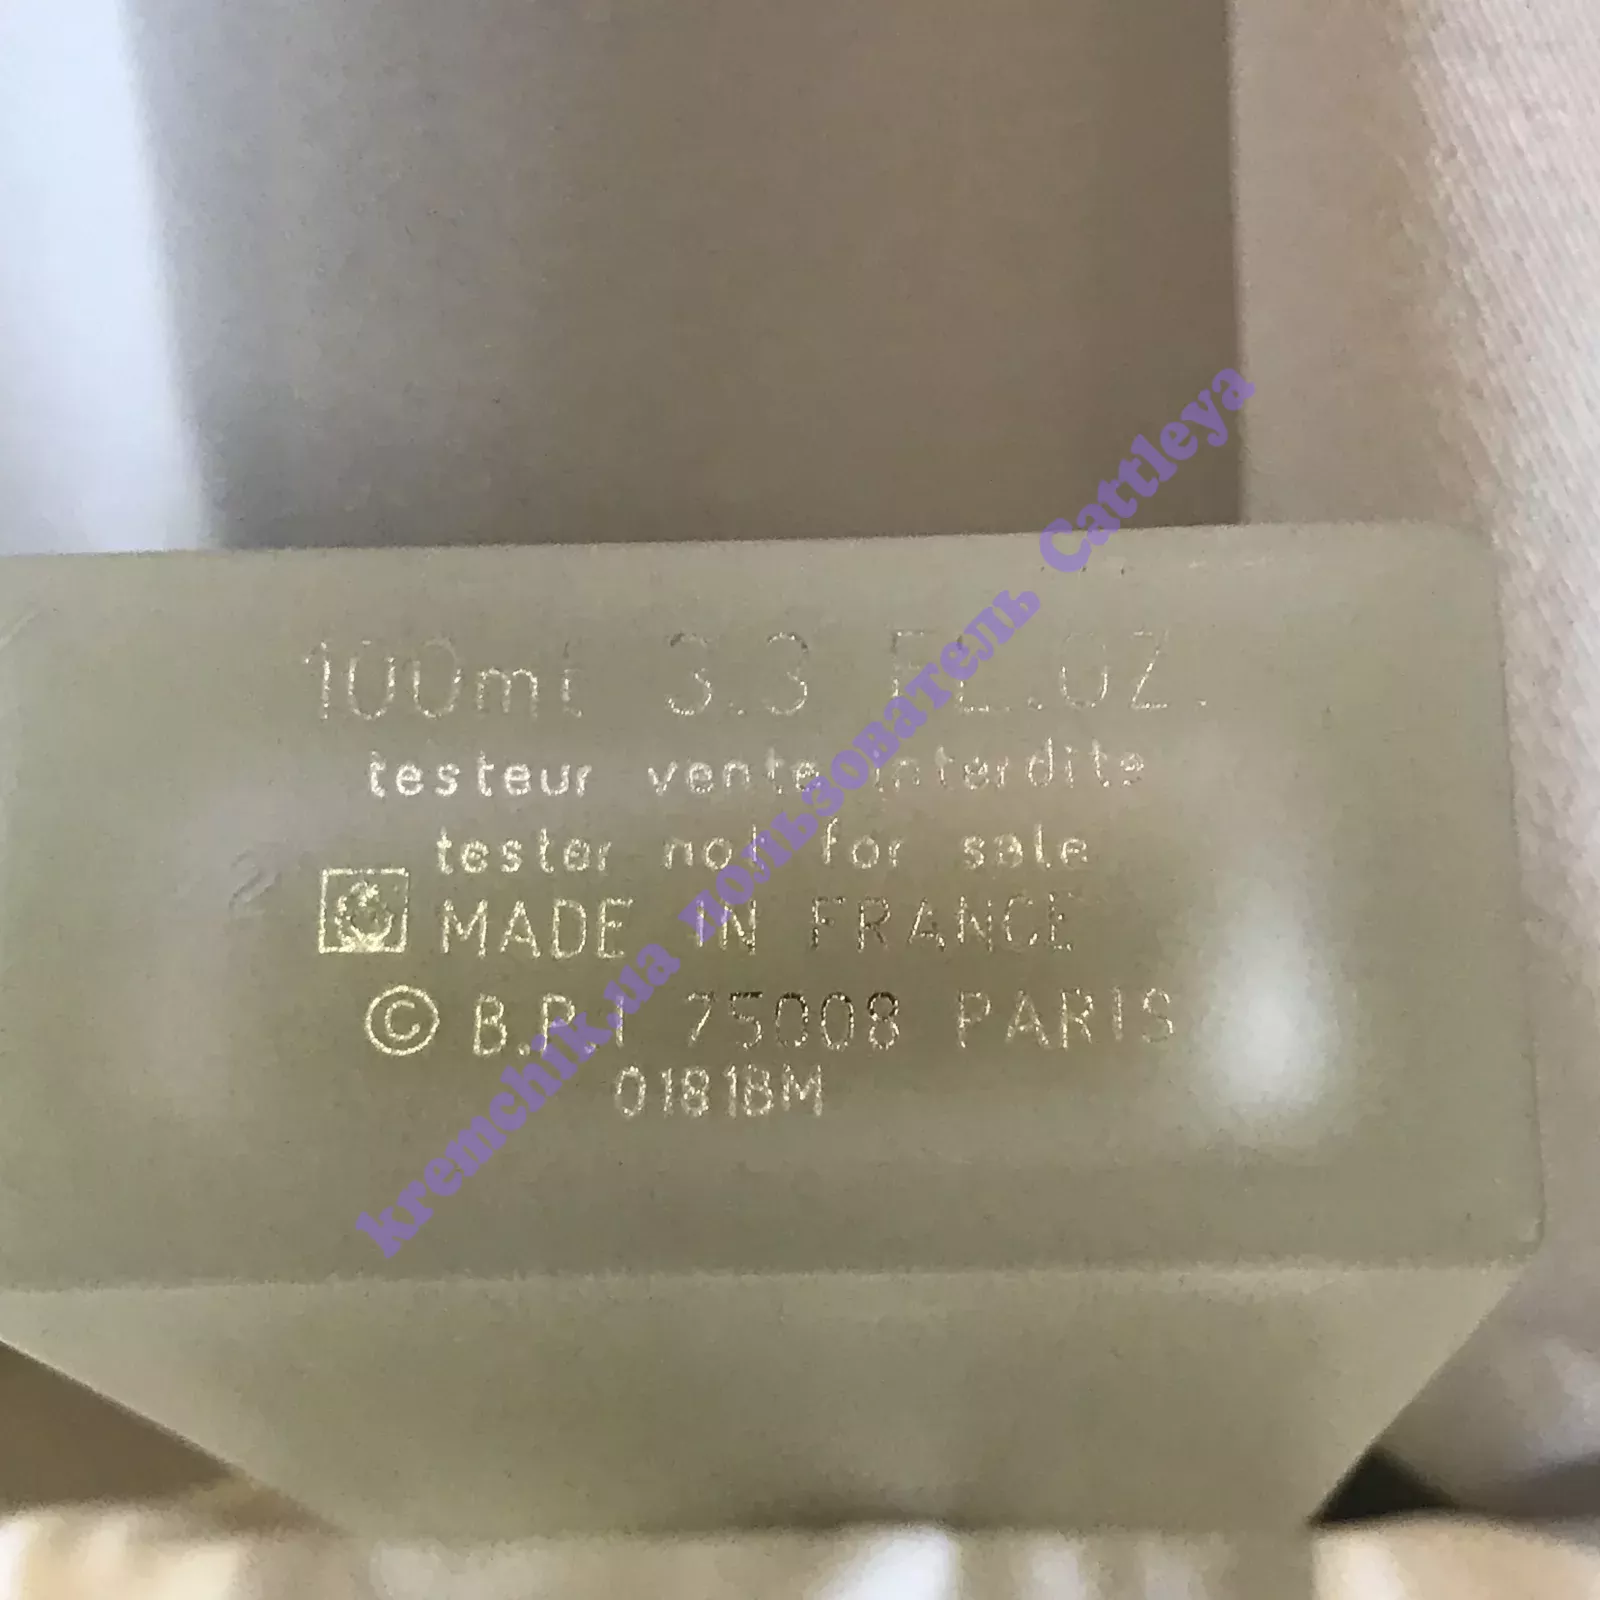 100ml 3.3 FL.OZ.
testeur vente interdite
tester not for sale
MADE IN FRANCE
© B.P.I 75008 PARIS
01818M
kremchik.ua пользователь Cattleya